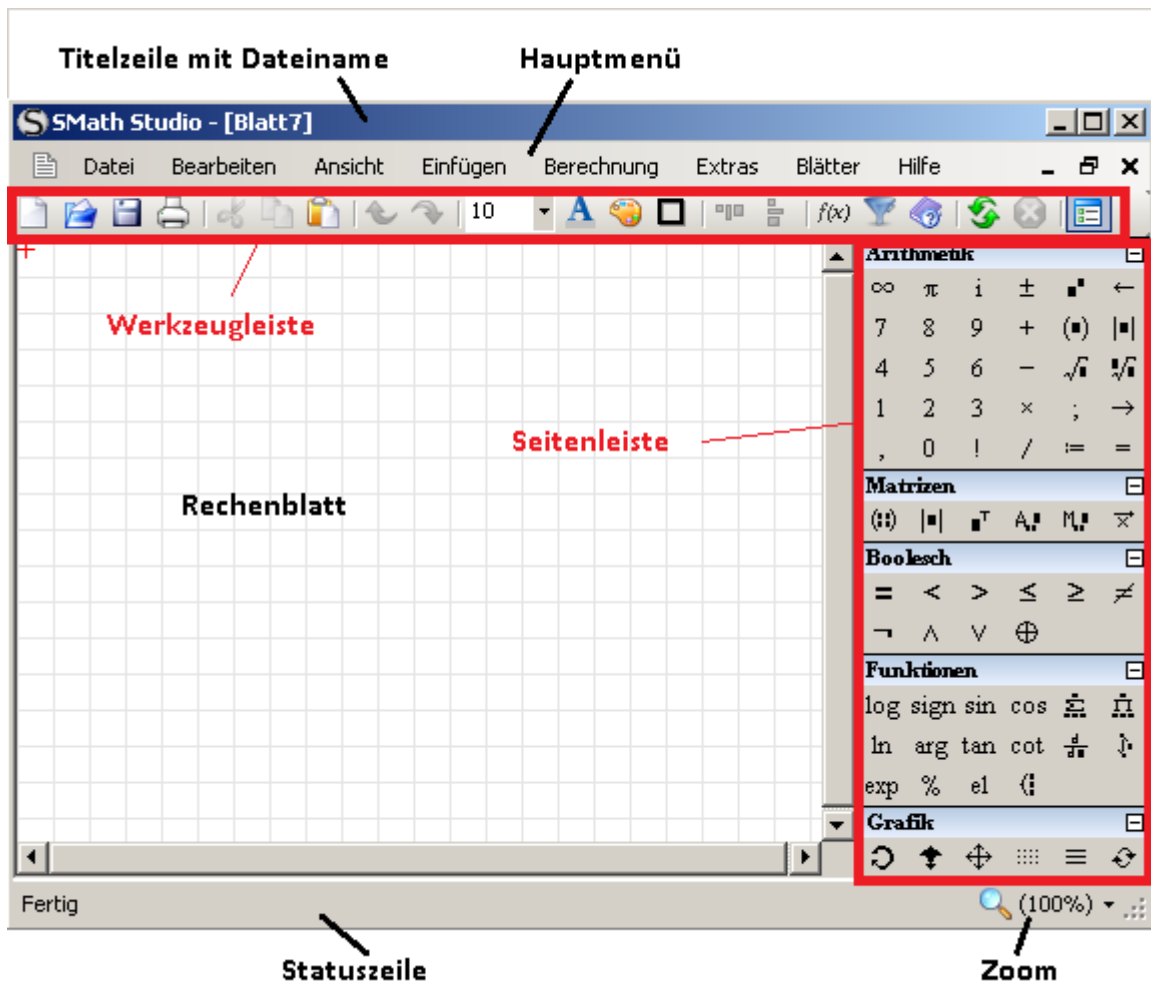 Titelzeile mit Dateiname Hauptmenü
SMath Studio - [Blatt7]
Datei Bearbeiten Ansicht Einfügen Berechnung Extras Blätter Hilfe
10 A f(x)
Arithmetik
∞ π i ± ←
Werkzeugleiste
7 8 9 + (▪) |▪|
4 5 6 −
1 2 3 × ; →
Seitenleiste
, 0 ! / := =
Matrizen
Rechenblatt
Boolesch
= < > ≤ ≥ ≠
¬ ∧ ∨ ⊕
Funktionen
log sign sin cos
ln arg tan cot
exp % el
Grafik
Fertig (100%)
Statuszeile Zoom